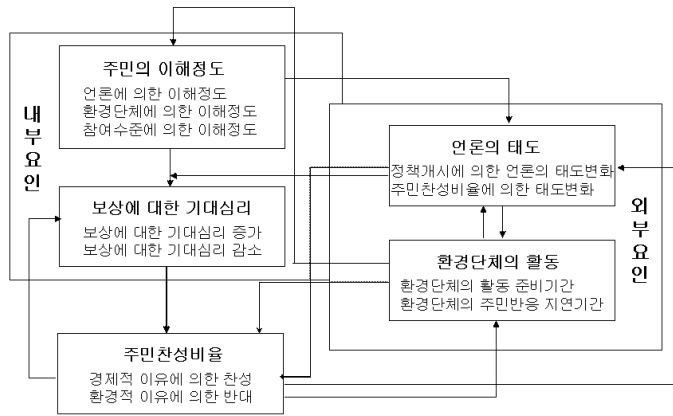 내부요인
주민의 이해정도
언론에 의한 이해정도
환경단체에 의한 이해정도
참여수준에 의한 이해정도
보상에 대한 기대심리
보상에 대한 기대심리 증가
보상에 대한 기대심리 감소
주민찬성비율
경제적 이유에 의한 찬성
환경적 이유에 의한 반대
언론의 태도
정책개시에 의한 언론의 태도변화
주민찬성비율에 의한 태도변화
환경단체의 활동
환경단체의 활동 준비기간
환경단체의 주민반응 지연기간
외부요인